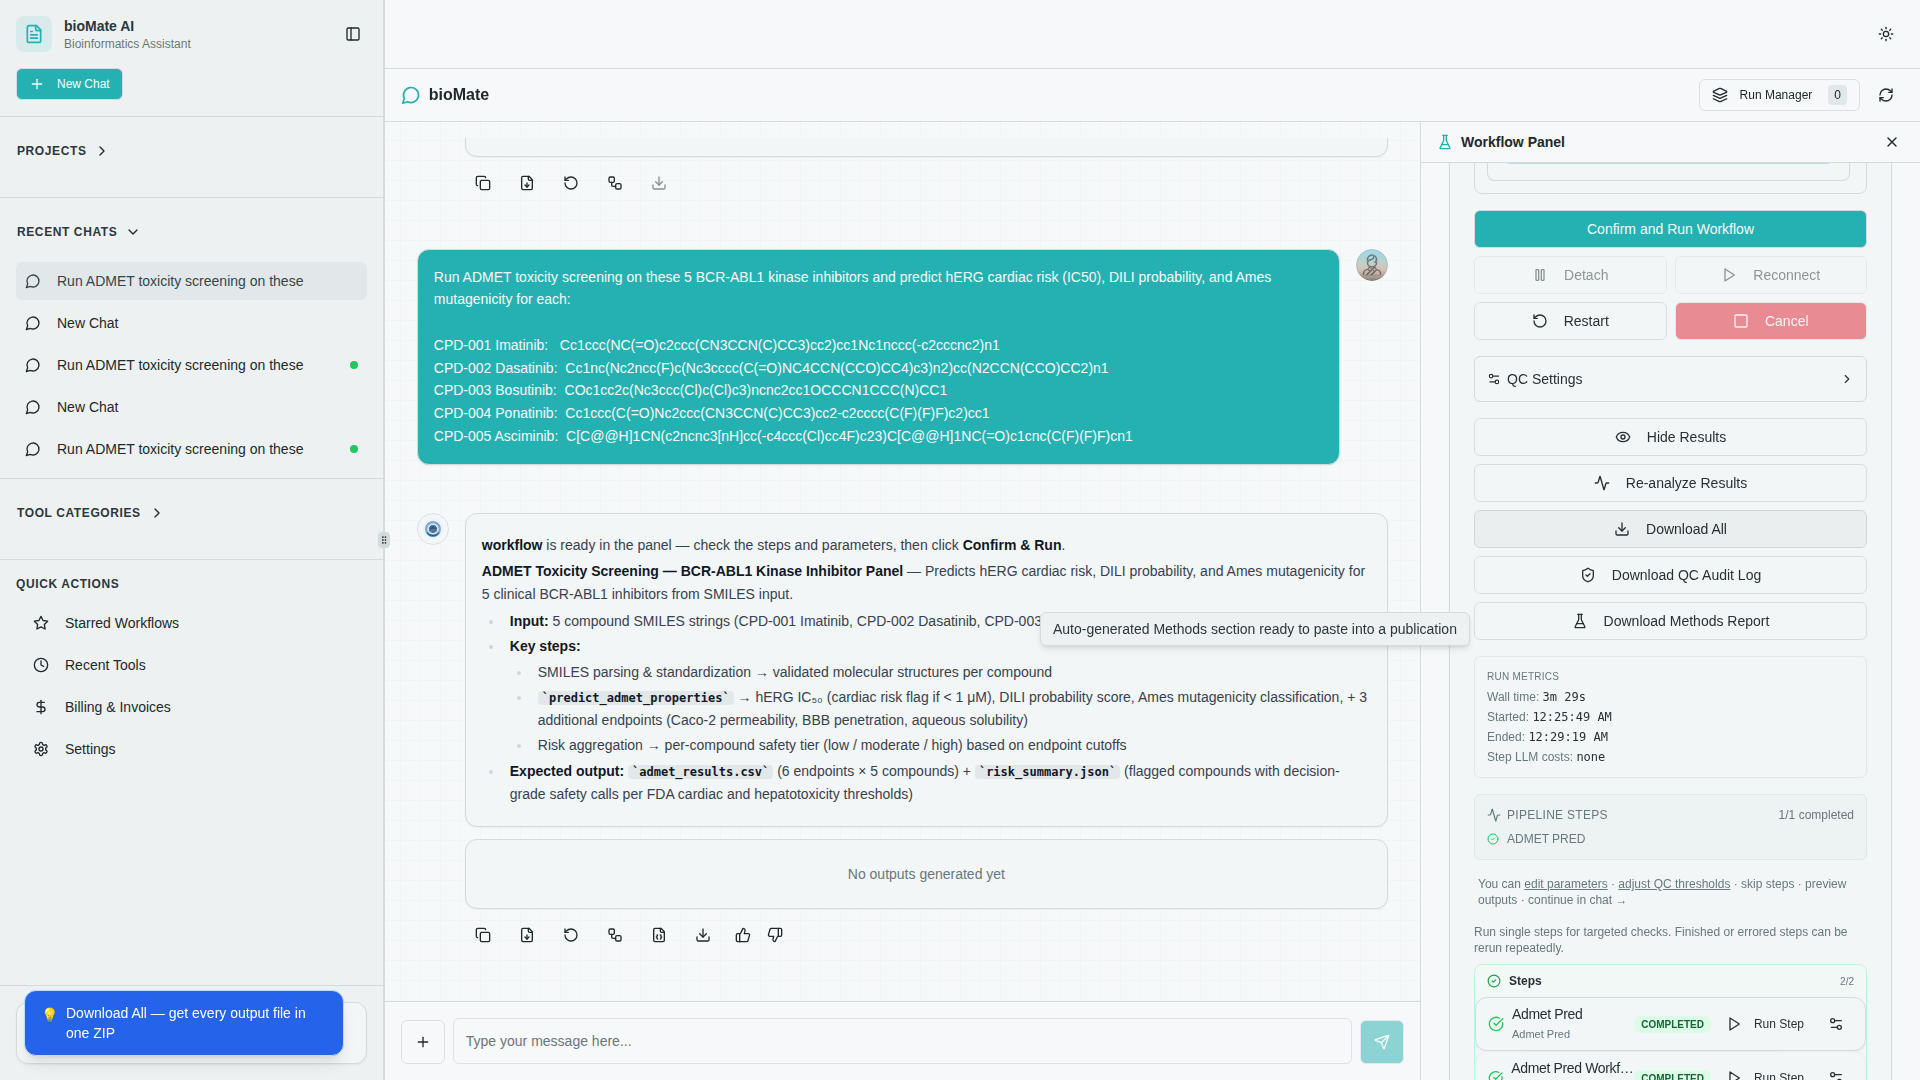 bioMate AI
Bioinformatics Assistant
New Chat
PROJECTS
RECENT CHATS
Run ADMET toxicity screening on these
New Chat
Run ADMET toxicity screening on these
New Chat
Run ADMET toxicity screening on these
TOOL CATEGORIES
QUICK ACTIONS
Starred Workflows
Recent Tools
Billing & Invoices
Settings
💡 Download All — get every output file in
one ZIP
bioMate
Run Manager 0
Run ADMET toxicity screening on these 5 BCR-ABL1 kinase inhibitors and predict hERG cardiac risk (IC50), DILI probability, and Ames
mutagenicity for each:
CPD-001 Imatinib: Cc1ccc(NC(=O)c2ccc(CN3CCN(C)CC3)cc2)cc1Nc1nccc(-c2cccnc2)n1
CPD-002 Dasatinib: Cc1nc(Nc2ncc(F)c(Nc3cccc(C(=O)NC4CCN(CCO)CC4)c3)n2)cc(N2CCN(CCO)CC2)n1
CPD-003 Bosutinib: COc1cc2c(Nc3ccc(Cl)c(Cl)c3)ncnc2cc1OCCCN1CCC(N)CC1
CPD-004 Ponatinib: Cc1ccc(C(=O)Nc2ccc(CN3CCN(C)CC3)cc2-c2cccc(C(F)(F)F)c2)cc1
CPD-005 Asciminib: C[C@@H]1CN(c2ncnc3[nH]cc(-c4ccc(Cl)cc4F)c23)C[C@@H]1NC(=O)c1cnc(C(F)(F)F)cn1
workflow is ready in the panel — check the steps and parameters, then click Confirm & Run.
ADMET Toxicity Screening — BCR-ABL1 Kinase Inhibitor Panel — Predicts hERG cardiac risk, DILI probability, and Ames mutagenicity for
5 clinical BCR-ABL1 inhibitors from SMILES input.
Input: 5 compound SMILES strings (CPD-001 Imatinib, CPD-002 Dasatinib, CPD-003
Key steps:
SMILES parsing & standardization → validated molecular structures per compound
`predict_admet_properties` → hERG IC₅₀ (cardiac risk flag if < 1 μM), DILI probability score, Ames mutagenicity classification, + 3
additional endpoints (Caco-2 permeability, BBB penetration, aqueous solubility)
Risk aggregation → per-compound safety tier (low / moderate / high) based on endpoint cutoffs
Expected output: `admet_results.csv` (6 endpoints × 5 compounds) + `risk_summary.json` (flagged compounds with decision-
grade safety calls per FDA cardiac and hepatotoxicity thresholds)
No outputs generated yet
Type your message here...
Auto-generated Methods section ready to paste into a publication
Workflow Panel
Confirm and Run Workflow
Detach
Reconnect
Restart
Cancel
QC Settings
Hide Results
Re-analyze Results
Download All
Download QC Audit Log
Download Methods Report
RUN METRICS
Wall time: 3m 29s
Started: 12:25:49 AM
Ended: 12:29:19 AM
Step LLM costs: none
PIPELINE STEPS 1/1 completed
ADMET PRED
You can edit parameters · adjust QC thresholds · skip steps · preview
outputs · continue in chat →
Run single steps for targeted checks. Finished or errored steps can be
rerun repeatedly.
Steps 2/2
Admet Pred
Admet Pred
COMPLETED
Run Step
Admet Pred Workf...
COMPLETED
Run Step